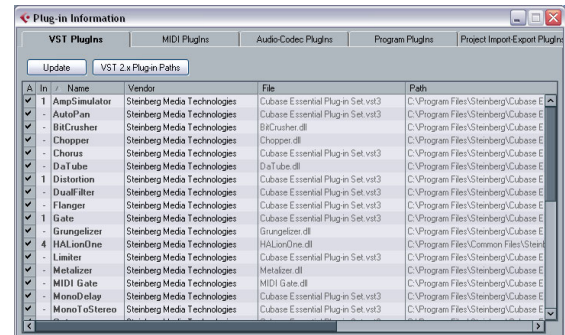 Plug-in Information
VST PlugIns MIDI PlugIns Audio-Codec PlugIns Program PlugIns Project Import-Export PlugIns
Update VST 2.x Plug-in Paths
A In / Name Vendor File Path
1 AmpSimulator Steinberg Media Technologies Cubase Essential Plug-in Set.vst3 C:\Program Files\Steinberg\Cubase E
- AutoPan Steinberg Media Technologies Cubase Essential Plug-in Set.vst3 C:\Program Files\Steinberg\Cubase E
- BitCrusher Steinberg Media Technologies BitCrusher.dll C:\Program Files\Steinberg\Cubase E
- Chopper Steinberg Media Technologies Chopper.dll C:\Program Files\Steinberg\Cubase E
- Chorus Steinberg Media Technologies Cubase Essential Plug-in Set.vst3 C:\Program Files\Steinberg\Cubase E
- DaTube Steinberg Media Technologies DaTube.dll C:\Program Files\Steinberg\Cubase E
1 Distortion Steinberg Media Technologies Cubase Essential Plug-in Set.vst3 C:\Program Files\Steinberg\Cubase E
- DualFilter Steinberg Media Technologies Cubase Essential Plug-in Set.vst3 C:\Program Files\Steinberg\Cubase E
- Flanger Steinberg Media Technologies Cubase Essential Plug-in Set.vst3 C:\Program Files\Steinberg\Cubase E
1 Gate Steinberg Media Technologies Cubase Essential Plug-in Set.vst3 C:\Program Files\Steinberg\Cubase E
- Grungelizer Steinberg Media Technologies Grungelizer.dll C:\Program Files\Steinberg\Cubase E
4 HALionOne Steinberg Media Technologies HALionOne.dll C:\Program Files\Common Files\Steinb
- Limiter Steinberg Media Technologies Cubase Essential Plug-in Set.vst3 C:\Program Files\Steinberg\Cubase E
- Metalizer Steinberg Media Technologies Metalizer.dll C:\Program Files\Steinberg\Cubase E
- MIDI Gate Steinberg Media Technologies MIDI Gate.dll C:\Program Files\Steinberg\Cubase E
- MonoDelay Steinberg Media Technologies Cubase Essential Plug-in Set.vst3 C:\Program Files\Steinberg\Cubase E
- MonoToStereo Steinberg Media Technologies Cubase Essential Plug-in Set.vst3 C:\Program Files\Steinberg\Cubase E